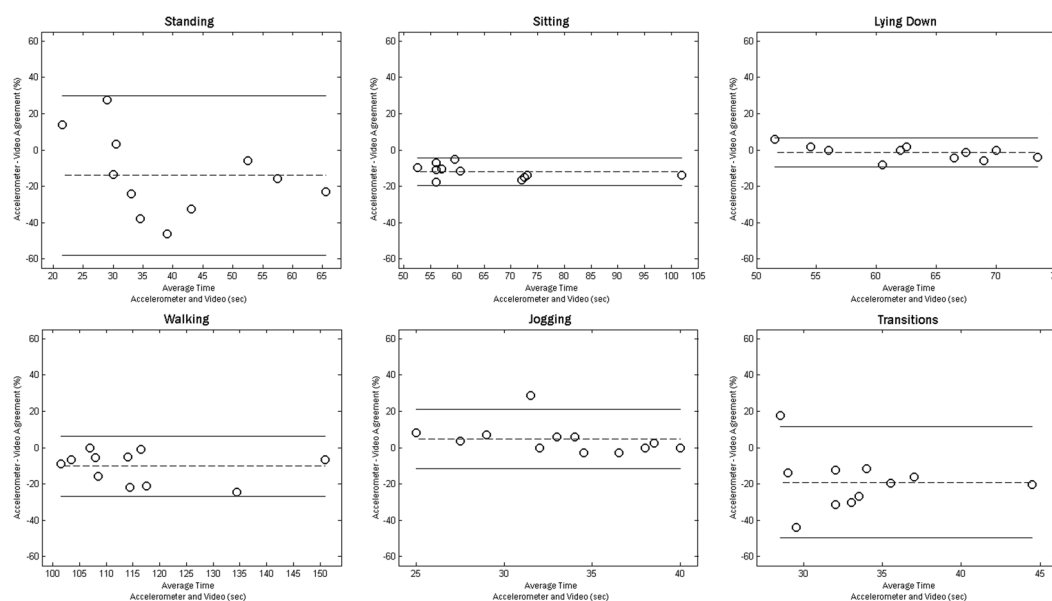 Standing
Accelerometer - Video Agreement (%)
60
40
20
0
-20
-40
-60
20 25 30 35 40 45 50 55 60 65
Average Time
Accelerometer and Video (sec)
Sitting
Accelerometer - Video Agreement (%)
60
40
20
0
-20
-40
-60
50 55 60 65 70 75 80 85 90 95 100 105
Average Time
Accelerometer and Video (sec)
Lying Down
Accelerometer - Video Agreement (%)
60
40
20
0
-20
-40
-60
50 55 60 65 70
Average Time
Accelerometer and Video (sec)
Walking
Accelerometer - Video Agreement (%)
60
40
20
0
-20
-40
-60
100 105 110 115 120 125 130 135 140 145 150
Average Time
Accelerometer and Video (sec)
Jogging
Accelerometer - Video Agreement (%)
60
40
20
0
-20
-40
-60
25 30 35 40
Average Time
Accelerometer and Video (sec)
Transitions
Accelerometer - Video Agreement (%)
60
40
20
0
-20
-40
-60
30 35 40 45
Average Time
Accelerometer and Video (sec)